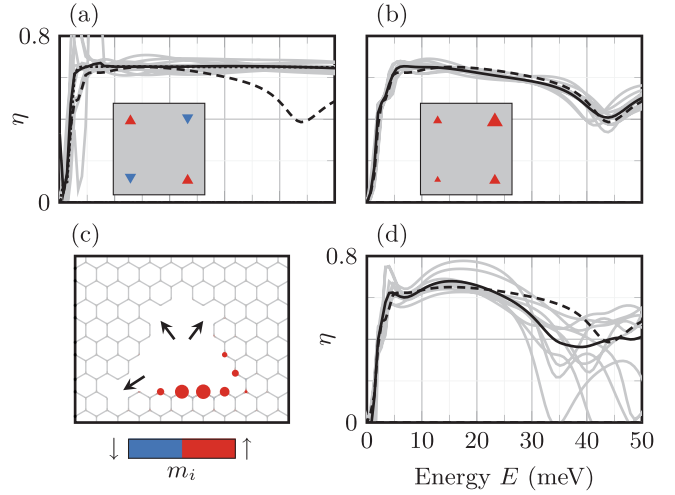 (a) (b)
0.8
η
0
(c) (d)
0.8
η
0
↓ ↑
m_i
0 10 20 30 40 50
Energy E (meV)